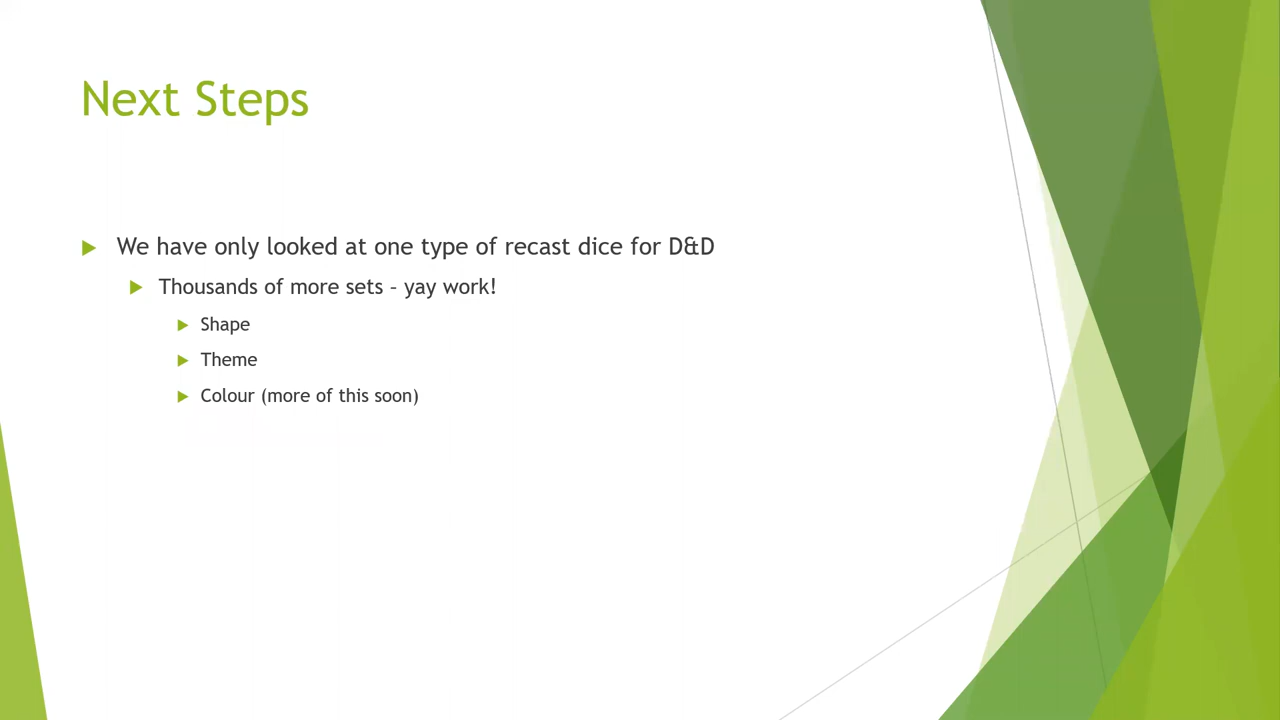 Next Steps
We have only looked at one type of recast dice for D&D
Thousands of more sets – yay work!
Shape
Theme
Colour (more of this soon)